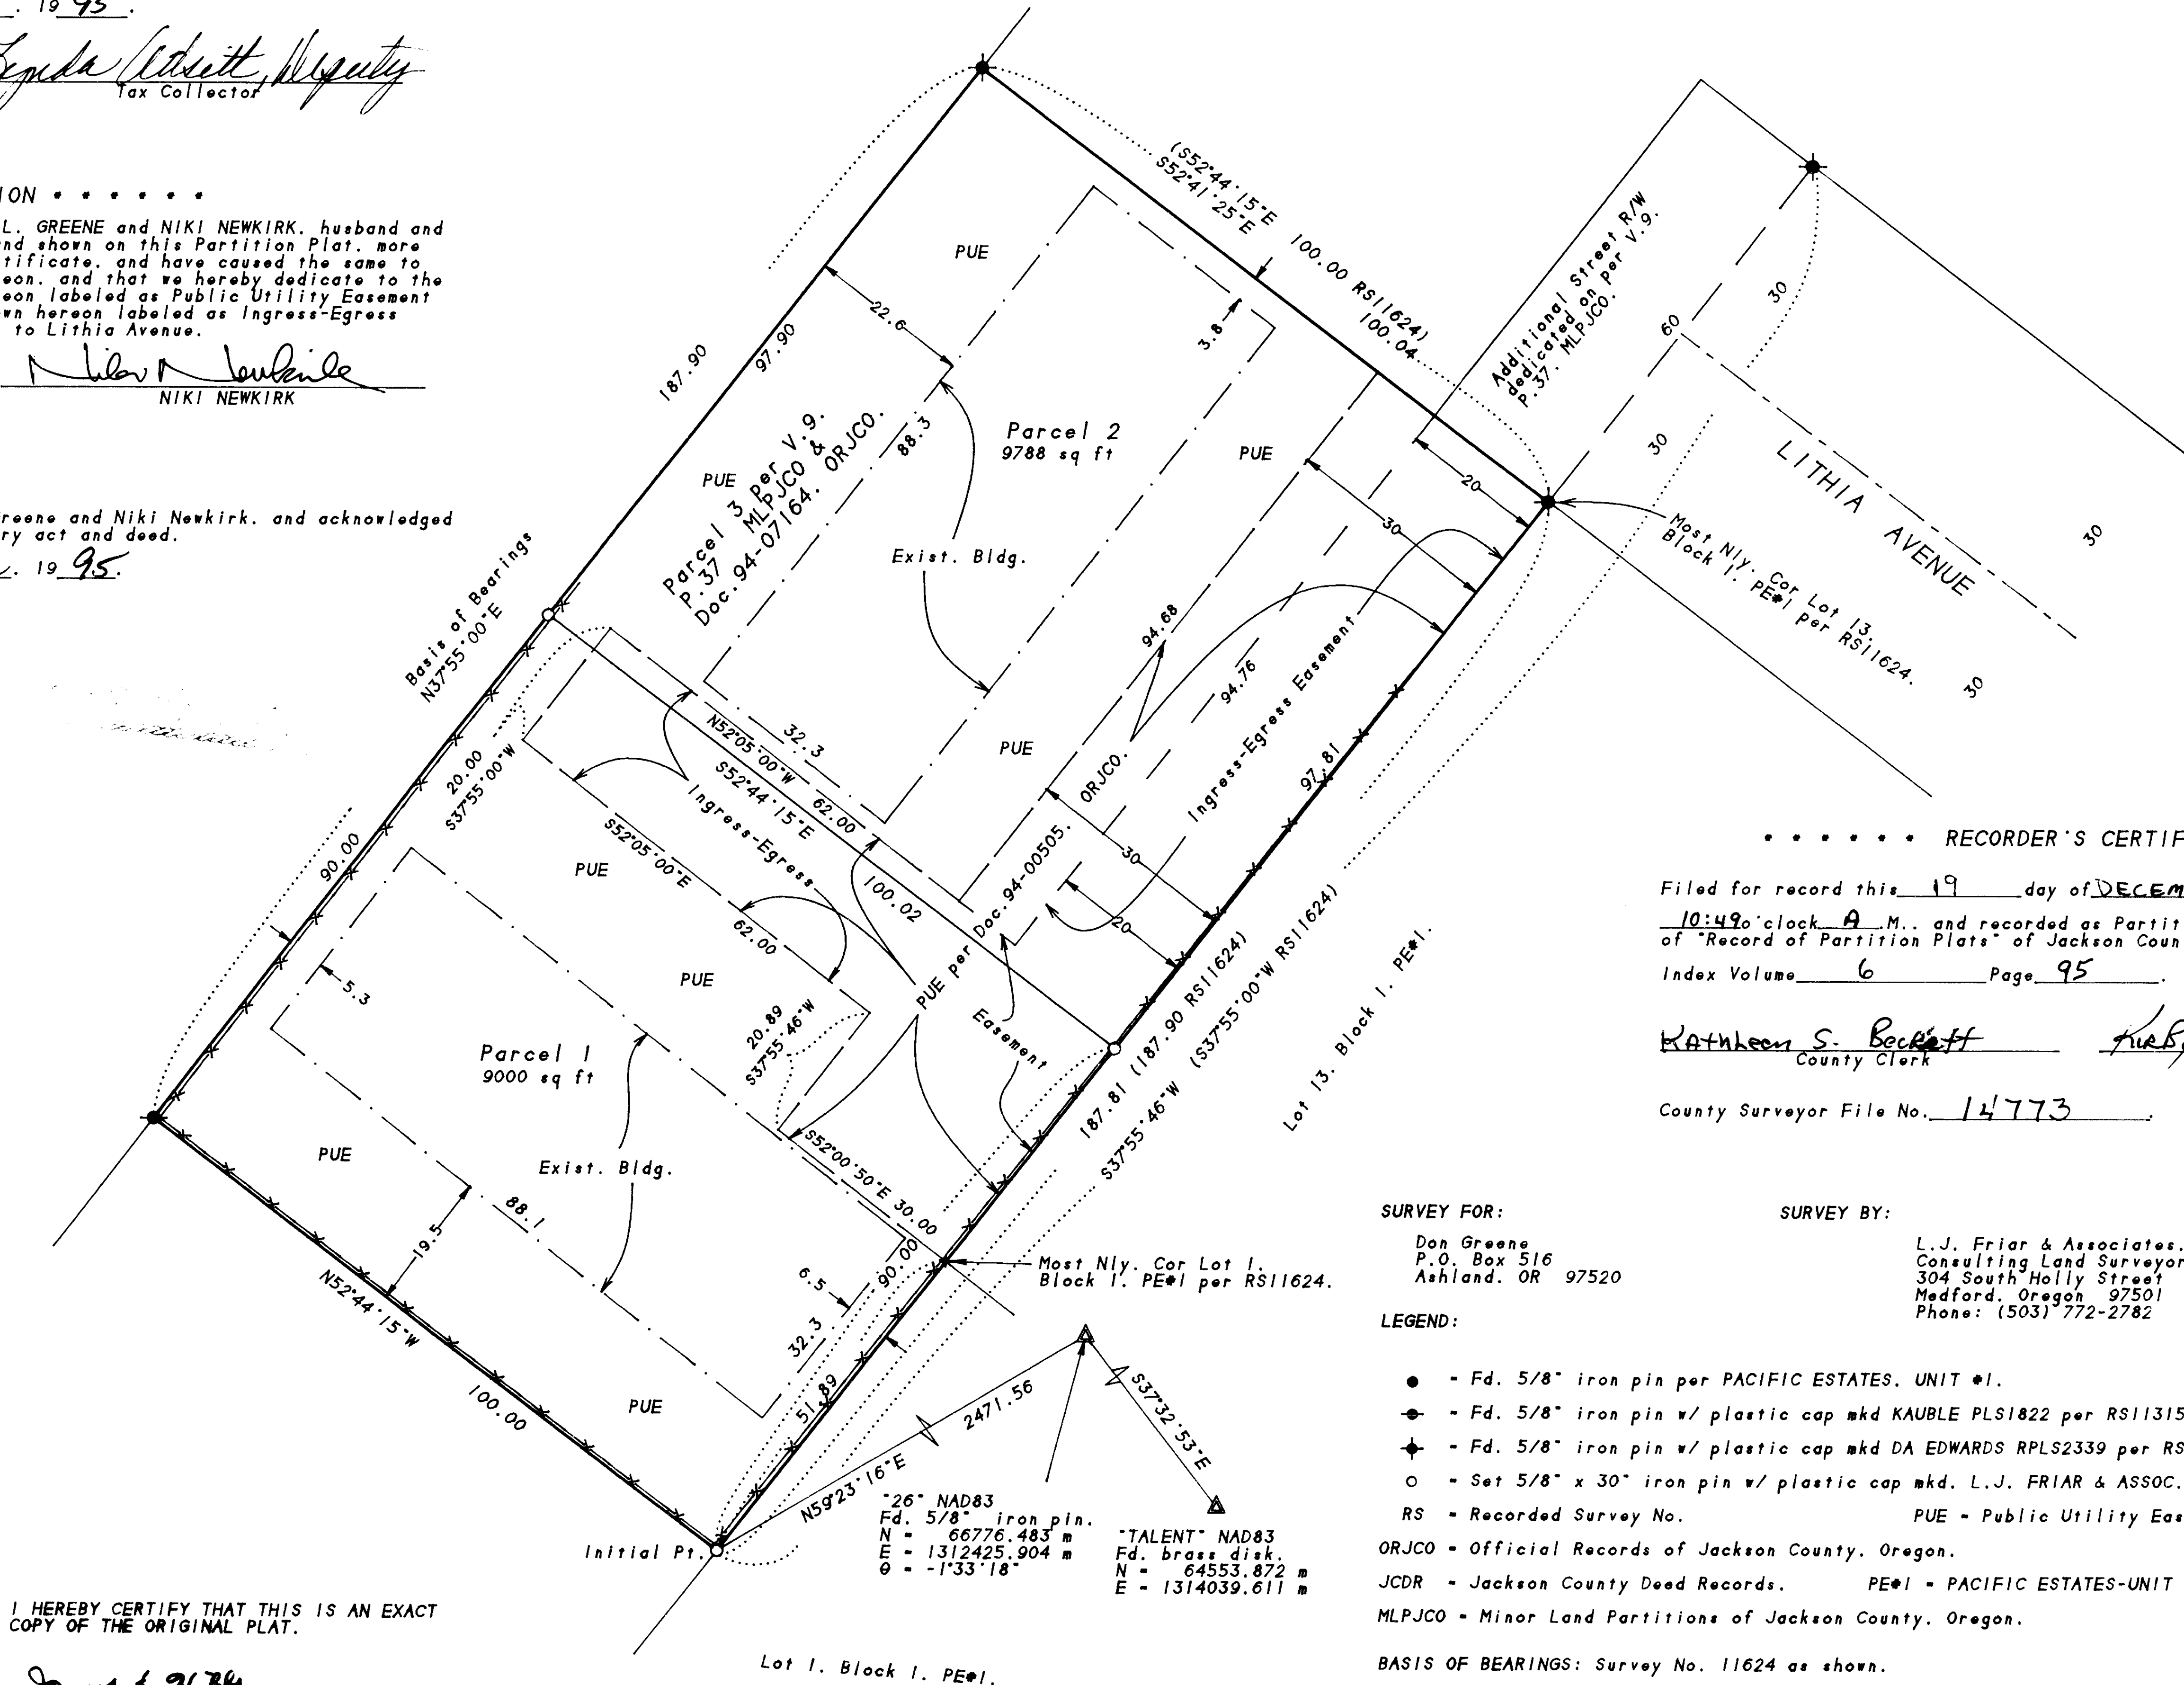 . 19 95 .
Deputy
Tax Collector
ION * * * * * *
L. GREENE and NIKI NEWKIRK, husband and
nd shown on this Partition Plat, more
tificate, and have caused the same to
eon, and that we hereby dedicate to the
eon labeled as Public Utility Easement
wn hereon labeled as Ingress-Egress
to Lithia Avenue.
NIKI NEWKIRK
reene and Niki Newkirk, and acknowledged
ry act and deed.
. 19 95.
I HEREBY CERTIFY THAT THIS IS AN EXACT
COPY OF THE ORIGINAL PLAT.
(S52°44'15"E
100.00 RS11624)
S52°41'25"E
100.04
187.90
97.90
22.6
PUE
3.8
88.3
Parcel 2
9788 sq ft
PUE
PUE
Parcel 3 per V.9,
P.37 MLPJCO &
Doc.94-07164, ORJCO.
Exist. Bldg.
Basis of Bearings
N37°55'00"E
Additional Street R/W
dedicated on per V.9,
P.37, MLPJCO.
30
60
30
LITHIA AVENUE
30
30
20
30
Most Nly. Cor Lot 13,
Block 1, PE#1 per RS11624.
94.68
94.76
97.81
Ingress-Egress Easement
PUE
32.3
N52°05'00"W
62.00
S52°44'15"E
100.02
20.00
S37°55'00"W
Ingress-Egress
Easement
S52°05'00"E
62.00
PUE per Doc.94-00505, ORJCO.
30
20
90.00
PUE
PUE
5.3
20.89
S37°55'46"W
Parcel 1
9000 sq ft
187.81 (187.90 RS11624)
S37°55'46"W (S37°55'00"W RS11624)
Lot 13, Block 1, PE#1.
PUE
Exist. Bldg.
S52°00'50"E 30.00
88.1
19.5
90.00
6.5
32.3
51.89
Most Nly. Cor Lot 1,
Block 1, PE#1 per RS11624.
N52°44'15"W
100.00
PUE
N59°23'16"E
2471.56
S37°32'53"E
Initial Pt.
"26" NAD83
Fd. 5/8" iron pin.
N = 66776.483 m
E = 1312425.904 m
θ = -1°33'18"
"TALENT" NAD83
Fd. brass disk.
N = 64553.872 m
E = 1314039.611 m
Lot 1, Block 1, PE#1.
* * * * * * RECORDER'S CERTIF
Filed for record this 19 day of DECEM
10:49 o'clock A M., and recorded as Partit
of "Record of Partition Plats" of Jackson Coun
Index Volume 6 Page 95 .
Kathleen S. Beckett
County Clerk
County Surveyor File No. 14773 .
SURVEY FOR:
Don Greene
P.O. Box 516
Ashland, OR 97520
SURVEY BY:
L.J. Friar & Associates,
Consulting Land Surveyor
304 South Holly Street
Medford, Oregon 97501
Phone: (503) 772-2782
LEGEND:
= Fd. 5/8" iron pin per PACIFIC ESTATES, UNIT #1.
= Fd. 5/8" iron pin w/ plastic cap mkd KAUBLE PLS1822 per RS11315
= Fd. 5/8" iron pin w/ plastic cap mkd DA EDWARDS RPLS2339 per RS
= Set 5/8" x 30" iron pin w/ plastic cap mkd. L.J. FRIAR & ASSOC.
RS = Recorded Survey No. PUE = Public Utility Eas
ORJCO = Official Records of Jackson County, Oregon.
JCDR = Jackson County Deed Records. PE#1 = PACIFIC ESTATES-UNIT
MLPJCO = Minor Land Partitions of Jackson County, Oregon.
BASIS OF BEARINGS: Survey No. 11624 as shown.